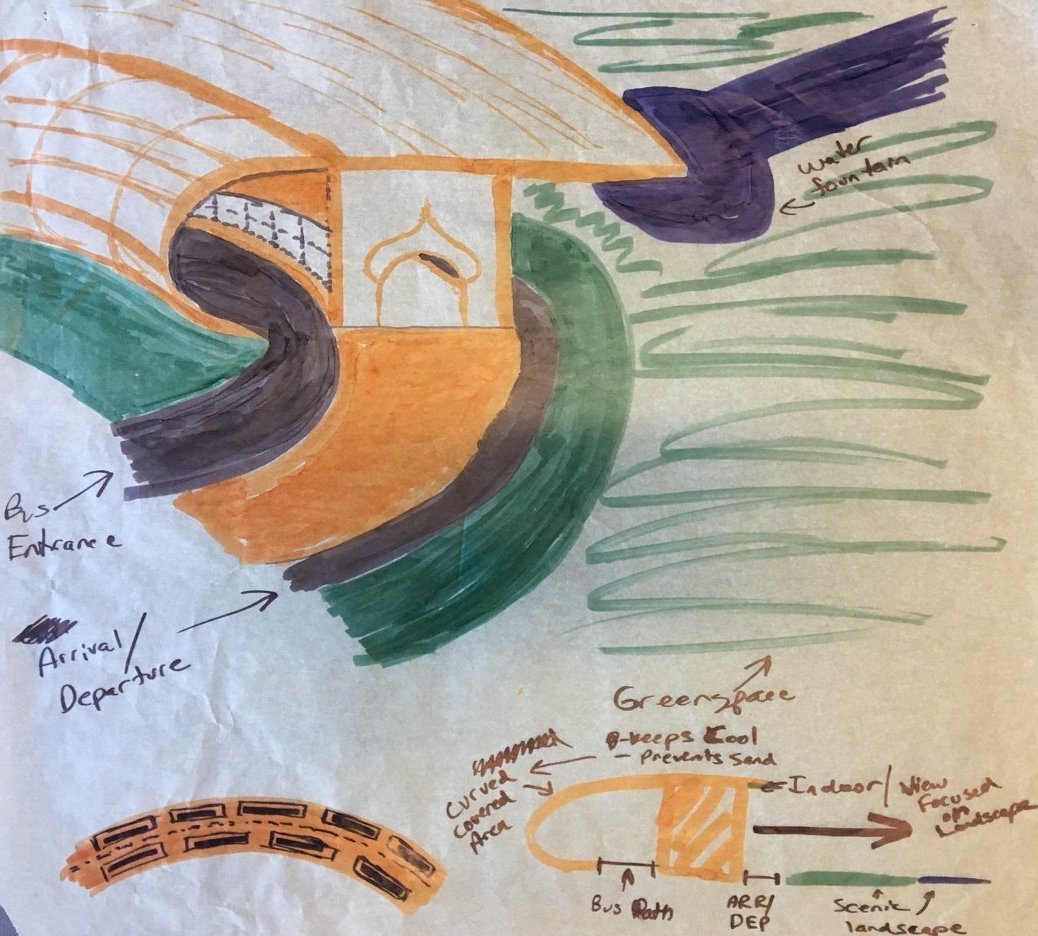 water
fountain
Bus
Entrance
Arrival/
Departure
Greenspace
- keeps Cool
- prevents sand
Curved
covered
Area
Indoor/
View
Focused
on
Landscape
Bus Path
ARR/
DEP
Scenic
landscape